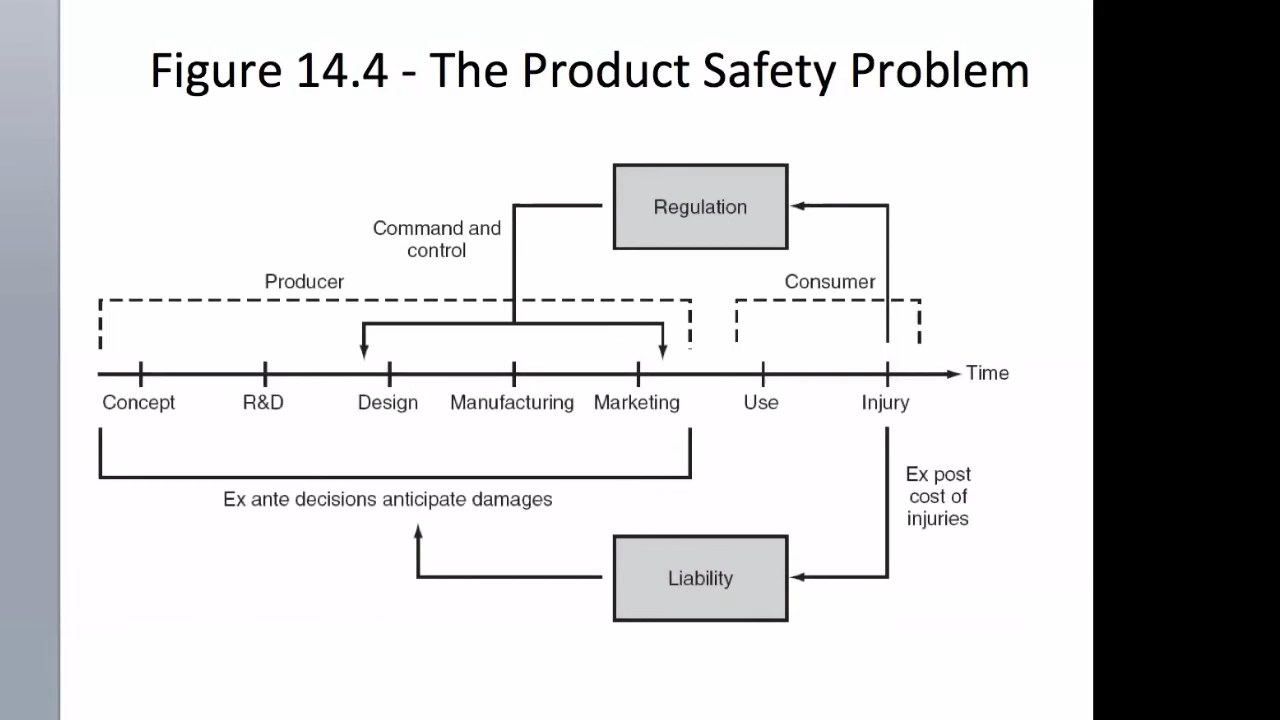 Figure 14.4 - The Product Safety Problem
Regulation
Command and
control
Producer
Consumer
Time
Concept
R&D
Design
Manufacturing
Marketing
Use
Injury
Ex ante decisions anticipate damages
Ex post
cost of
injuries
Liability